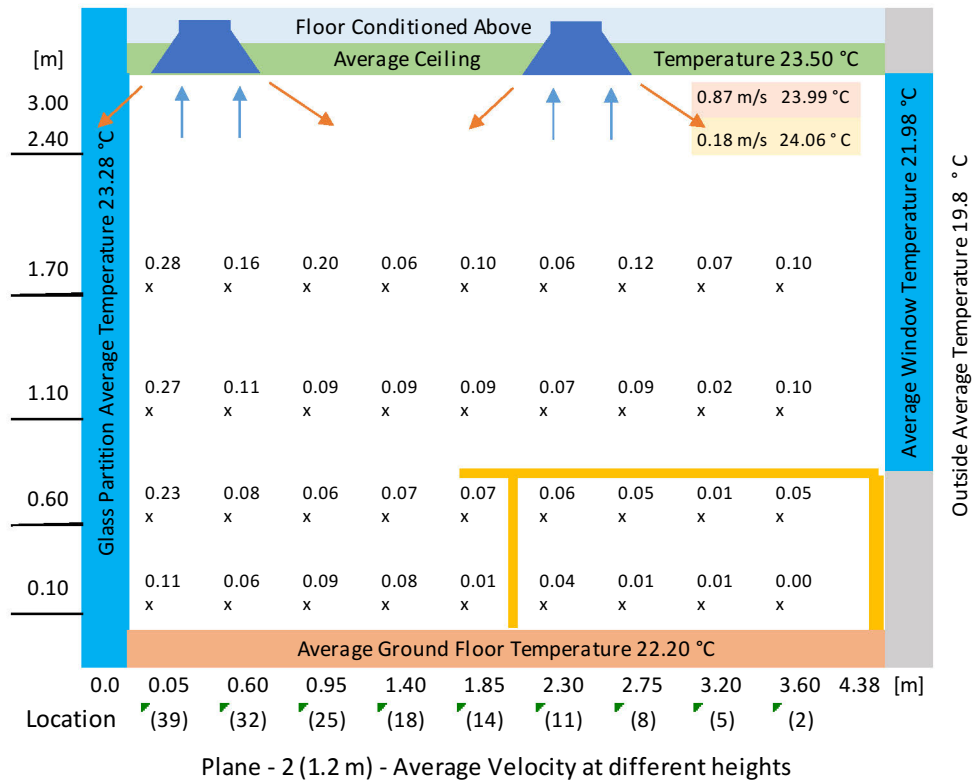 Floor Conditioned Above
[m] Average Ceiling Temperature 23.50 °C
3.00 0.87 m/s 23.99 °C
2.40 0.18 m/s 24.06 ° C
Glass Partition Average Temperature 23.28 °C
Average Window Temperature 21.98 °C
Outside Average Temperature 19.8 ° C
1.70 0.28 0.16 0.20 0.06 0.10 0.06 0.12 0.07 0.10
x x x x x x x x x
1.10 0.27 0.11 0.09 0.09 0.09 0.07 0.09 0.02 0.10
x x x x x x x x x
0.60 0.23 0.08 0.06 0.07 0.07 0.06 0.05 0.01 0.05
x x x x x x x x x
0.10 0.11 0.06 0.09 0.08 0.01 0.04 0.01 0.01 0.00
x x x x x x x x x
Average Ground Floor Temperature 22.20 °C
0.0 0.05 0.60 0.95 1.40 1.85 2.30 2.75 3.20 3.60 4.38 [m]
Location (39) (32) (25) (18) (14) (11) (8) (5) (2)
Plane - 2 (1.2 m) - Average Velocity at different heights